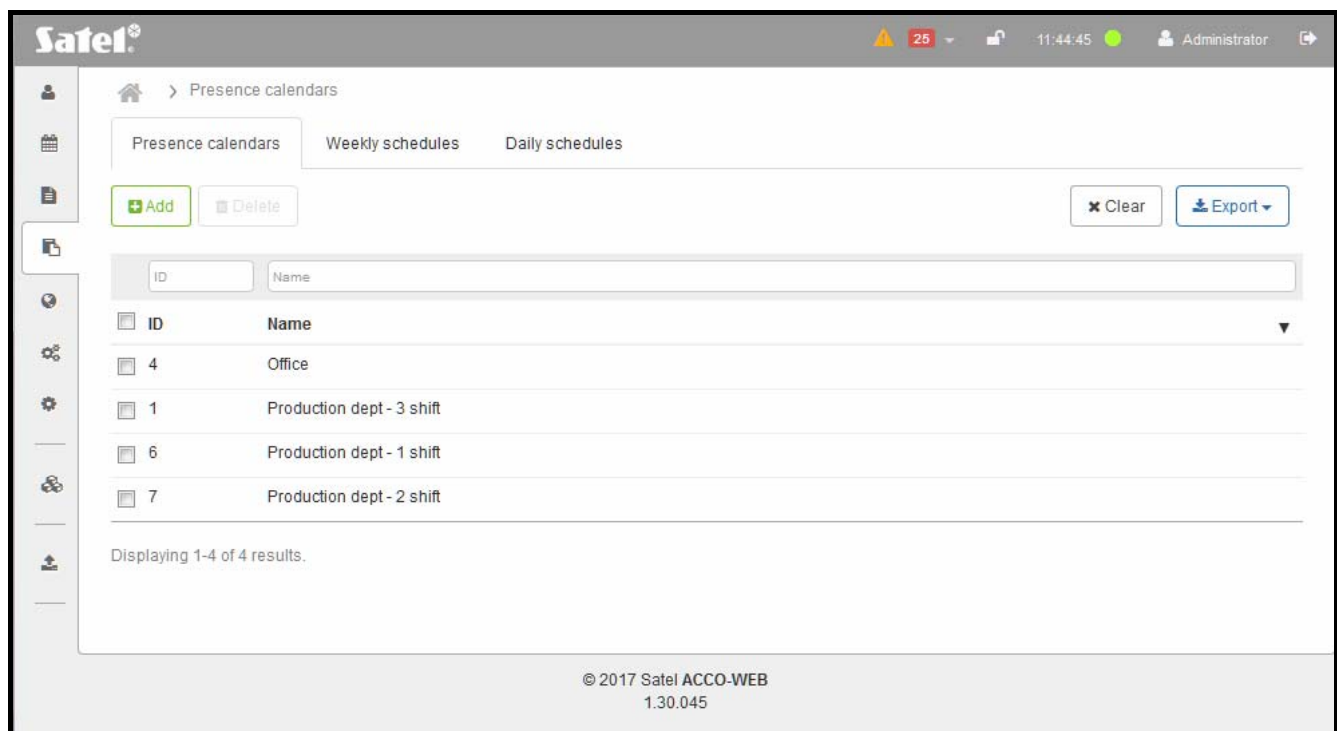 Satel®
25 11:44:45 Administrator
> Presence calendars
Presence calendars Weekly schedules Daily schedules
Add Delete Clear Export
ID Name
ID Name
4 Office
1 Production dept - 3 shift
6 Production dept - 1 shift
7 Production dept - 2 shift
Displaying 1-4 of 4 results.
© 2017 Satel ACCO-WEB
1.30.045